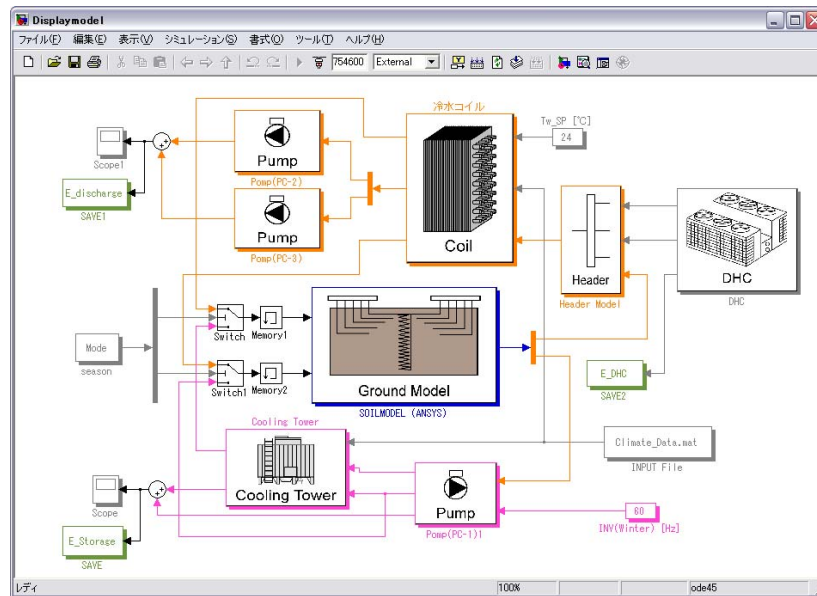 Displaymodel
ファイル(F) 編集(E) 表示(V) シミュレーション(S) 書式(O) ツール(T) ヘルプ(H)
754600 External
冷水コイル
Tw_SP [℃]
24
Scope1
Pump
Pomp(PC-2)
E_discharge
SAVE1
Pump
Pomp(PC-3)
Coil
Header
Header Model
DHC
DHC
Mode
season
Switch
Memory1
Switch1
Memory2
Ground Model
SOILMODEL (ANSYS)
E_DHC
SAVE2
Cooling Tower
Cooling Tower
Climate_Data.mat
INPUT File
Scope
Pump
Pomp(PC-1)1
60
INV(Winter) [Hz]
E_Storage
SAVE
レディ
100%
ode45